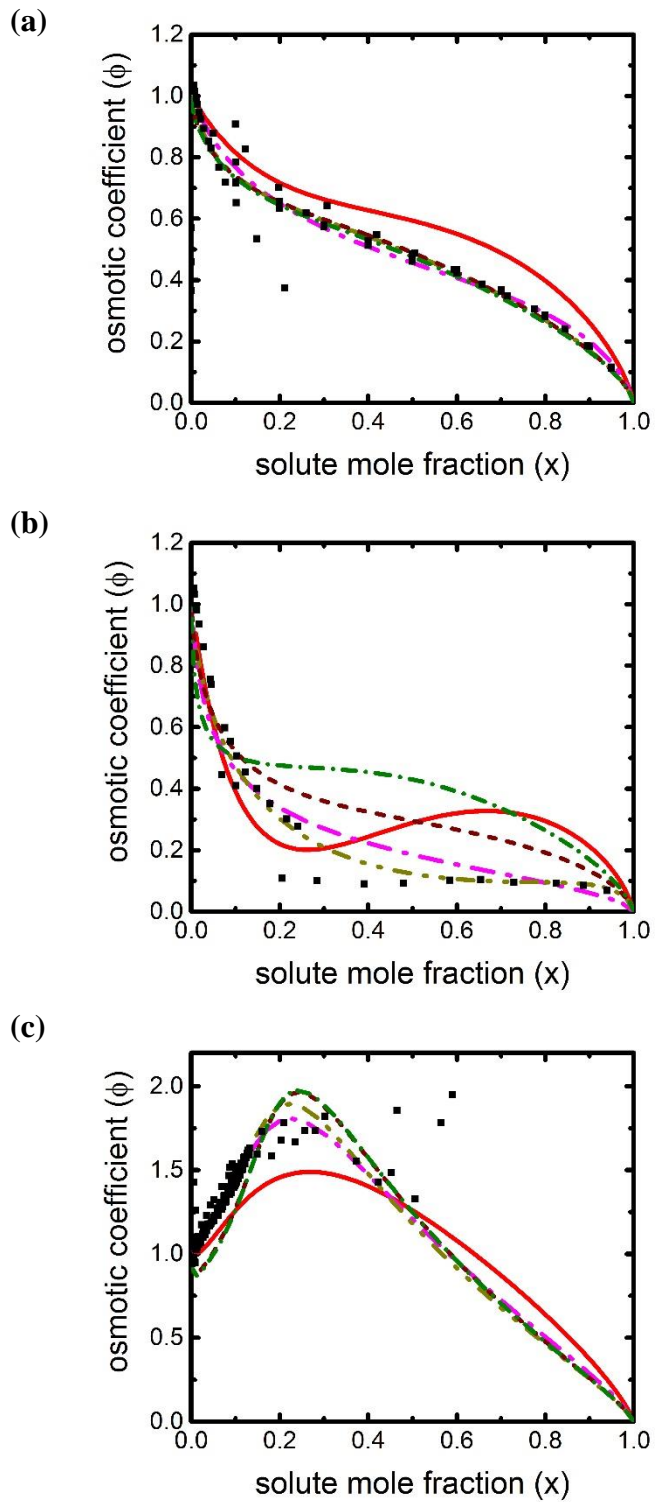 (a)
osmotic coefficient (ϕ)
1.2
1.0
0.8
0.6
0.4
0.2
0.0
0.0 0.2 0.4 0.6 0.8 1.0
solute mole fraction (x)
(b)
osmotic coefficient (ϕ)
1.2
1.0
0.8
0.6
0.4
0.2
0.0
0.0 0.2 0.4 0.6 0.8 1.0
solute mole fraction (x)
(c)
osmotic coefficient (ϕ)
2.0
1.5
1.0
0.5
0.0
0.0 0.2 0.4 0.6 0.8 1.0
solute mole fraction (x)